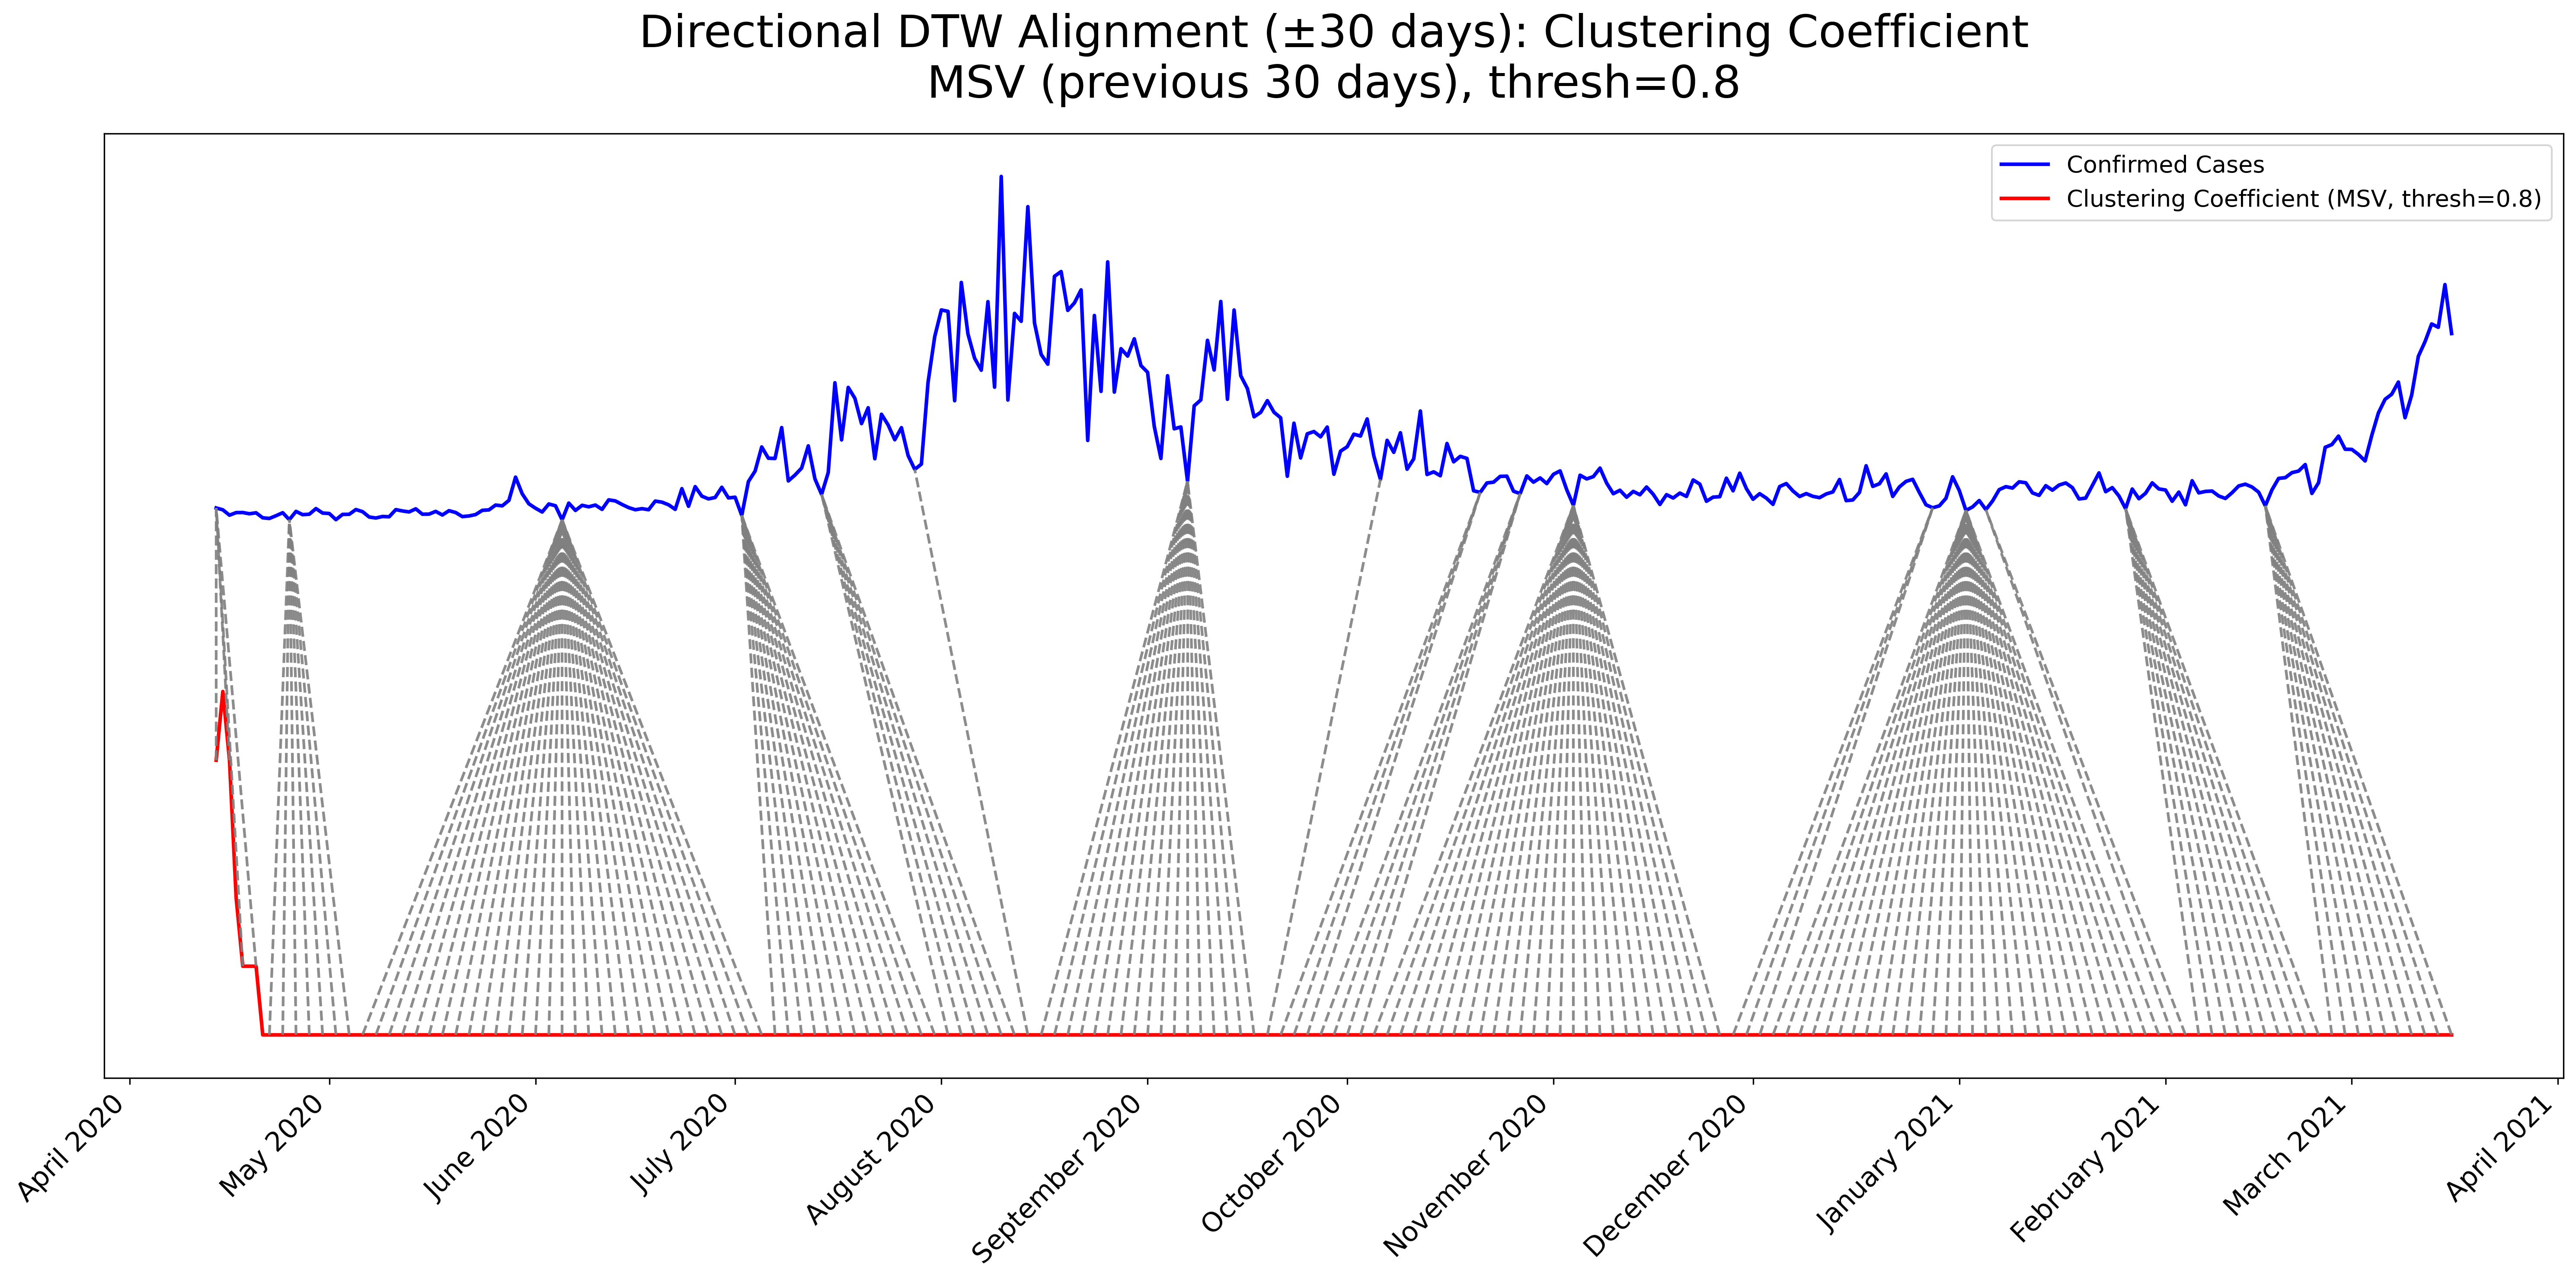 Directional DTW Alignment (±30 days): Clustering Coefficient
MSV (previous 30 days), thresh=0.8
Confirmed Cases
Clustering Coefficient (MSV, thresh=0.8)
April 2020
May 2020
June 2020
July 2020
August 2020
September 2020
October 2020
November 2020
December 2020
January 2021
February 2021
March 2021
April 2021